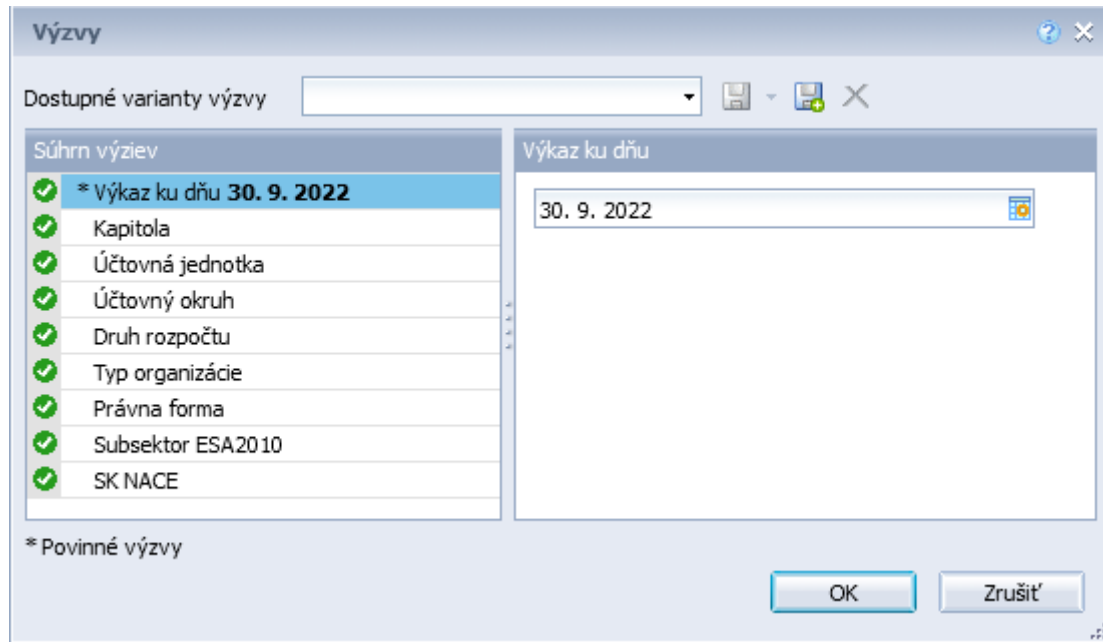 Výzvy
Dostupné varianty výzvy
Súhrn výziev
Výkaz ku dňu
* Výkaz ku dňu 30. 9. 2022
30. 9. 2022
Kapitola
Účtovná jednotka
Účtovný okruh
Druh rozpočtu
Typ organizácie
Právna forma
Subsektor ESA2010
SK NACE
* Povinné výzvy
OK
Zrušiť